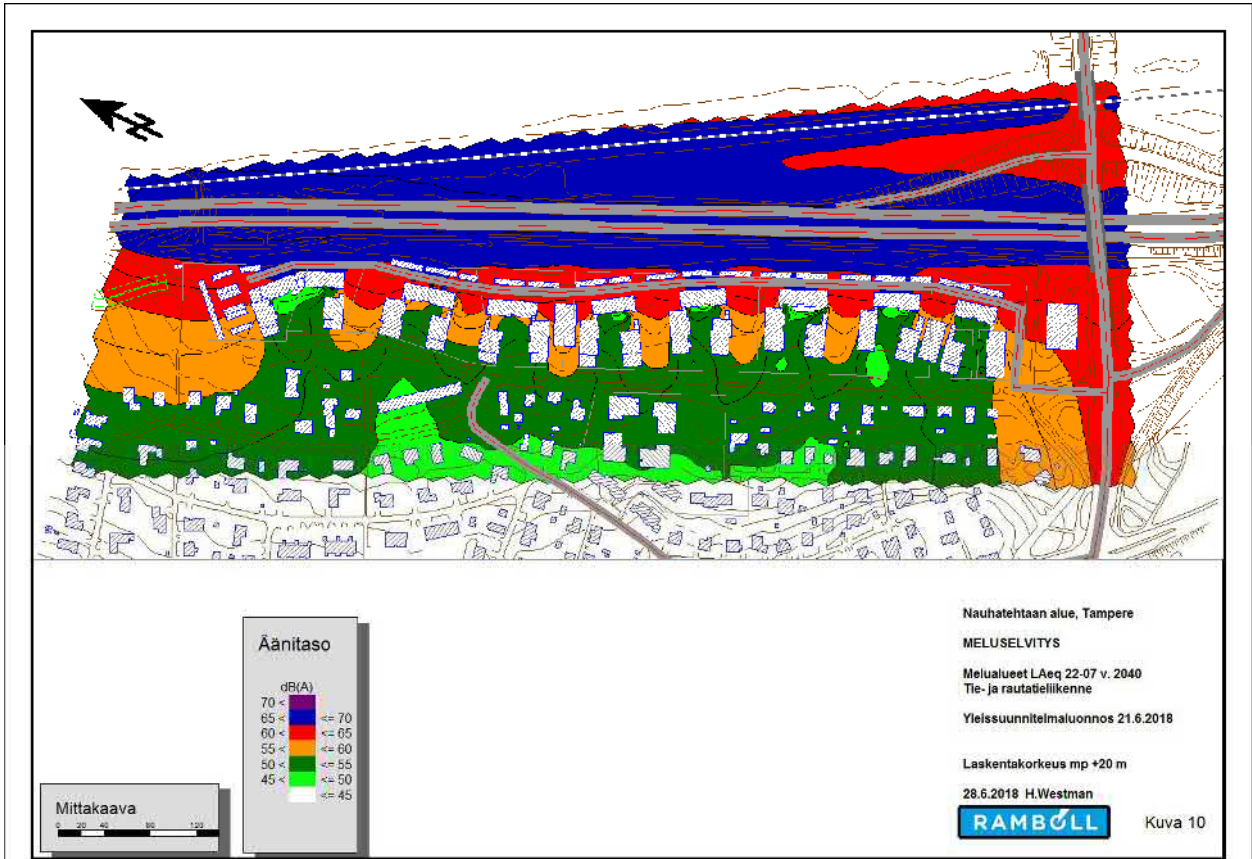 N
Nauhatehtaan alue, Tampere
MELUSELVITYS
Melualueet LAeq 22-07 v. 2040
Tie- ja rautatieliikenne
Yleissuunnitelmaluonnos 21.6.2018
Laskentakorkeus mp +20 m
28.6.2018 H.Westman
RAMBOLL
Kuva 10
Äänitaso
dB(A)
70 <
65 < <= 70
60 < <= 65
55 < <= 60
50 < <= 55
45 < <= 50
<= 45
Mittakaava
0 20 40 80 120